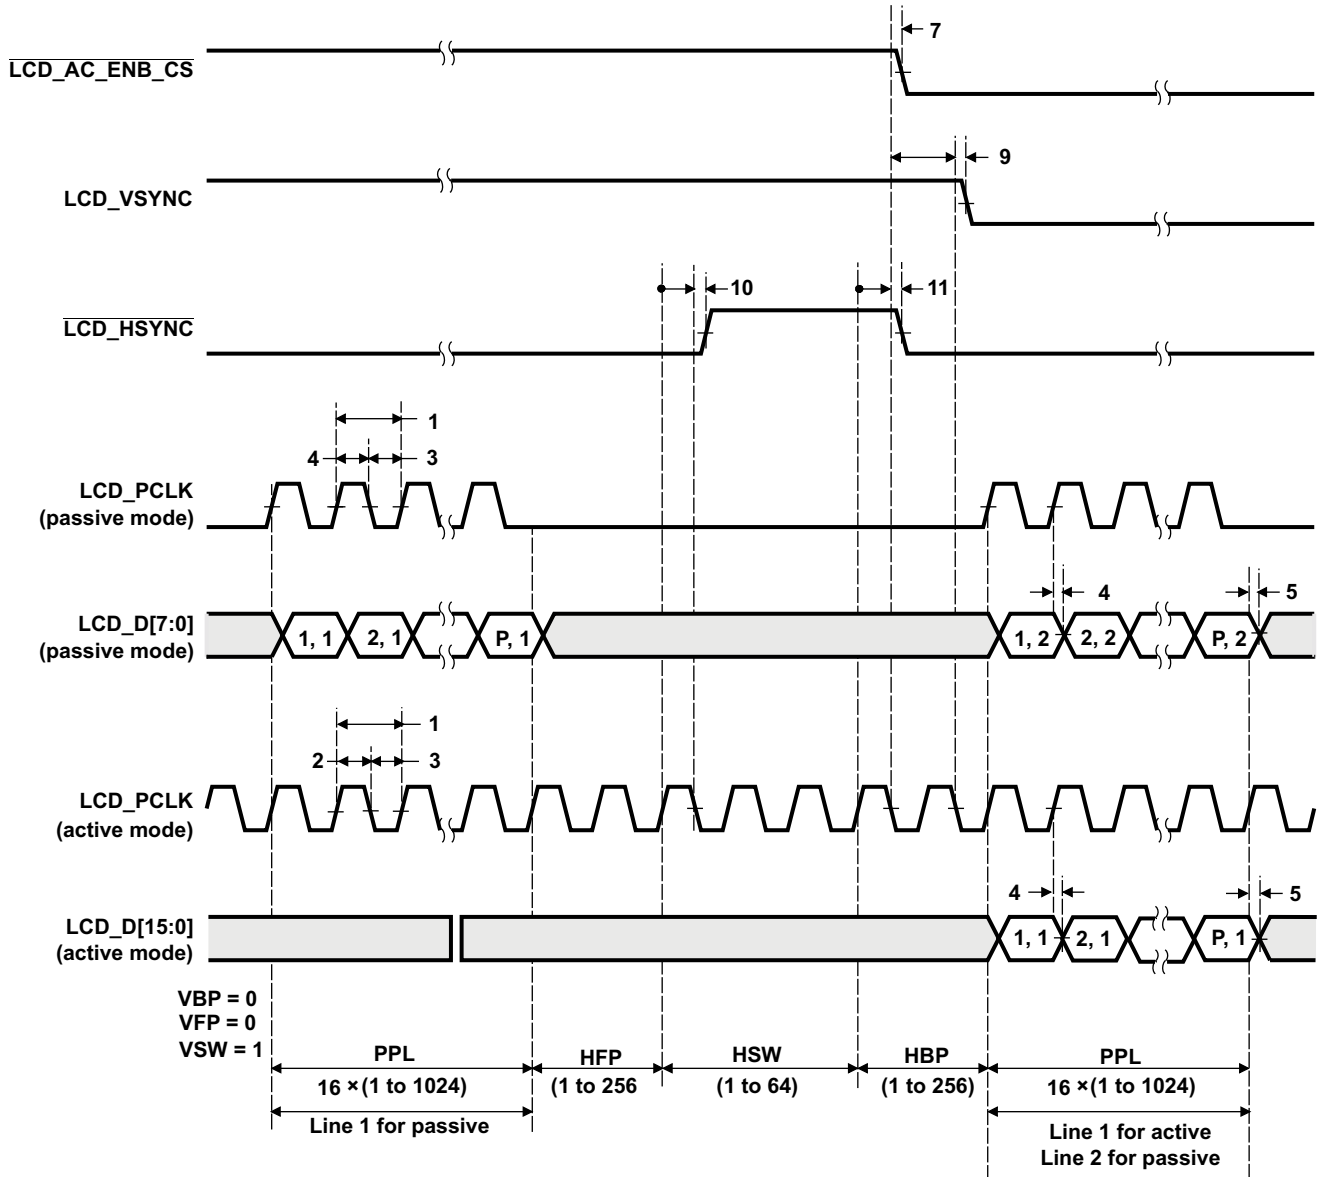 7
LCD_AC_ENB_CS
9
LCD_VSYNC
10
11
LCD_HSYNC
1
4
3
LCD_PCLK
(passive mode)
4
5
LCD_D[7:0]
(passive mode)
1, 1
2, 1
P, 1
1, 2
2, 2
P, 2
1
2
3
LCD_PCLK
(active mode)
4
5
LCD_D[15:0]
(active mode)
1, 1
2, 1
P, 1
VBP = 0
VFP = 0
VSW = 1
PPL
HFP
HSW
HBP
PPL
16 × (1 to 1024)
(1 to 256
(1 to 64)
(1 to 256)
16 × (1 to 1024)
Line 1 for passive
Line 1 for active
Line 2 for passive